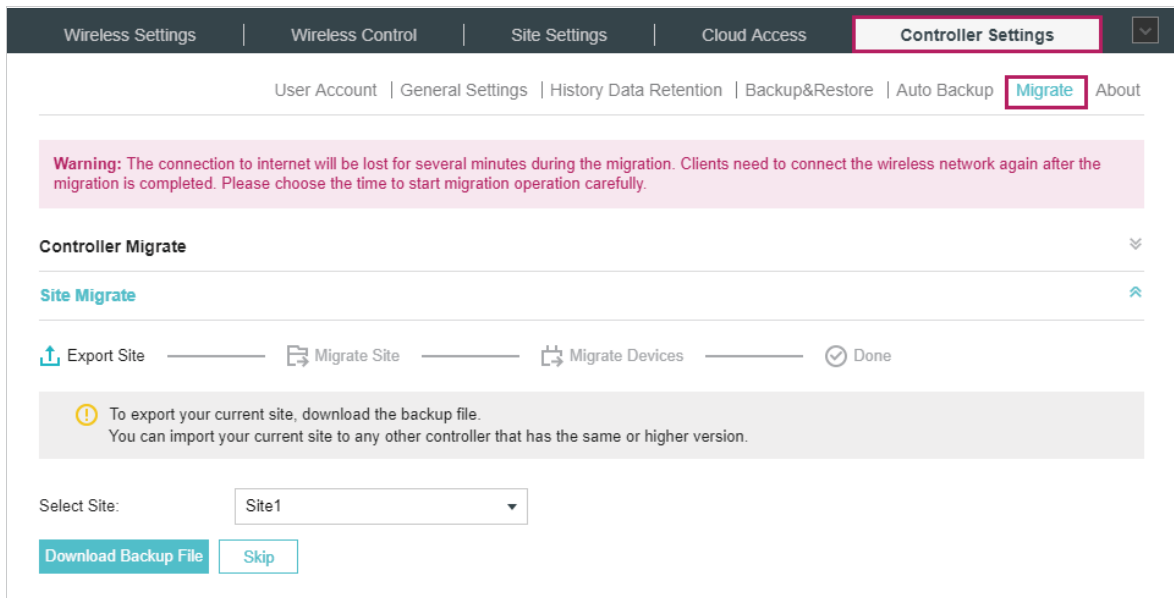 Wireless Settings | Wireless Control | Site Settings | Cloud Access Controller Settings
User Account | General Settings | History Data Retention | Backup&Restore | Auto Backup Migrate About
Warning: The connection to internet will be lost for several minutes during the migration. Clients need to connect the wireless network again after the
migration is completed. Please choose the time to start migration operation carefully.
Controller Migrate
Site Migrate
Export Site Migrate Site Migrate Devices Done
To export your current site, download the backup file.
You can import your current site to any other controller that has the same or higher version.
Select Site: Site1
Download Backup File Skip